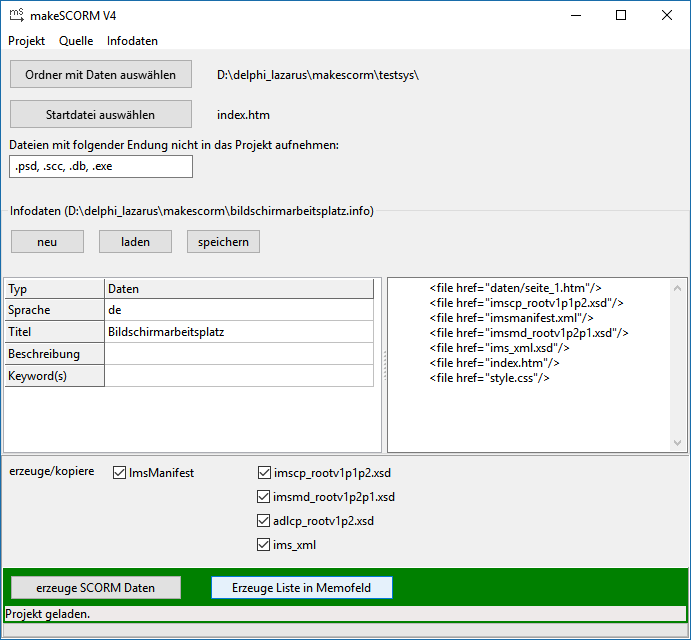 makeSCORM V4
Projekt Quelle Infodaten
Ordner mit Daten auswählen D:\delphi_lazarus\makescorm\testsys\
Startdatei auswählen index.htm
Dateien mit folgender Endung nicht in das Projekt aufnehmen:
.psd, .scc, .db, .exe
Infodaten (D:\delphi_lazarus\makescorm\bildschirmarbeitsplatz.info)
neu laden speichern
Typ Daten
Sprache de
Titel Bildschirmarbeitsplatz
Beschreibung
Keyword(s)
<file href="daten/seite_1.htm"/>
<file href="imscp_rootv1p1p2.xsd"/>
<file href="imsmanifest.xml"/>
<file href="imsmd_rootv1p2p1.xsd"/>
<file href="ims_xml.xsd"/>
<file href="index.htm"/>
<file href="style.css"/>
erzeuge/kopiere ImsManifest imscp_rootv1p1p2.xsd
imsmd_rootv1p2p1.xsd
adlcp_rootv1p2.xsd
ims_xml
erzeuge SCORM Daten Erzeuge Liste in Memofeld
Projekt geladen.